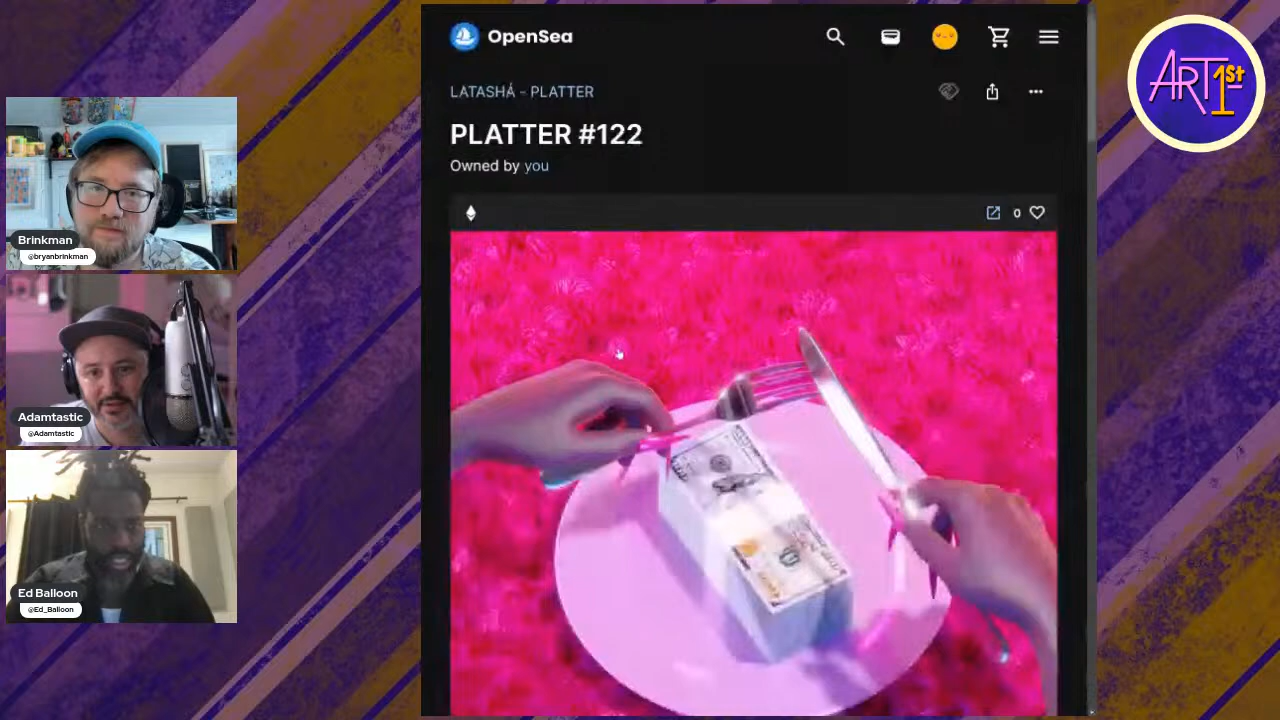 OpenSea
LATASHÁ - PLATTER
PLATTER #122
Owned by you
0
Brinkman
@bryanbrinkman
Adamtastic
@Adamtastic
Ed Balloon
@Ed_Balloon
ART 1st